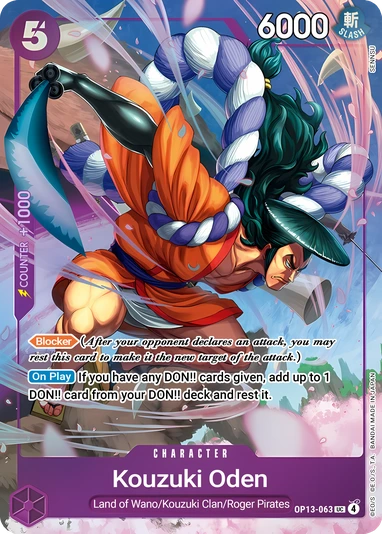 5
6000
斬
SLASH
SENNSU
COUNTER +1000
Blocker (After your opponent declares an attack, you may
rest this card to make it the new target of the attack.)
On Play If you have any DON!! cards given, add up to 1
DON!! card from your DON!! deck and rest it.
CHARACTER
Kouzuki Oden
Land of Wano/Kouzuki Clan/Roger Pirates
OP13-063 UC 4
©E.O/S. ©E.O./S.,T.A BANDAI MADE IN JAPAN